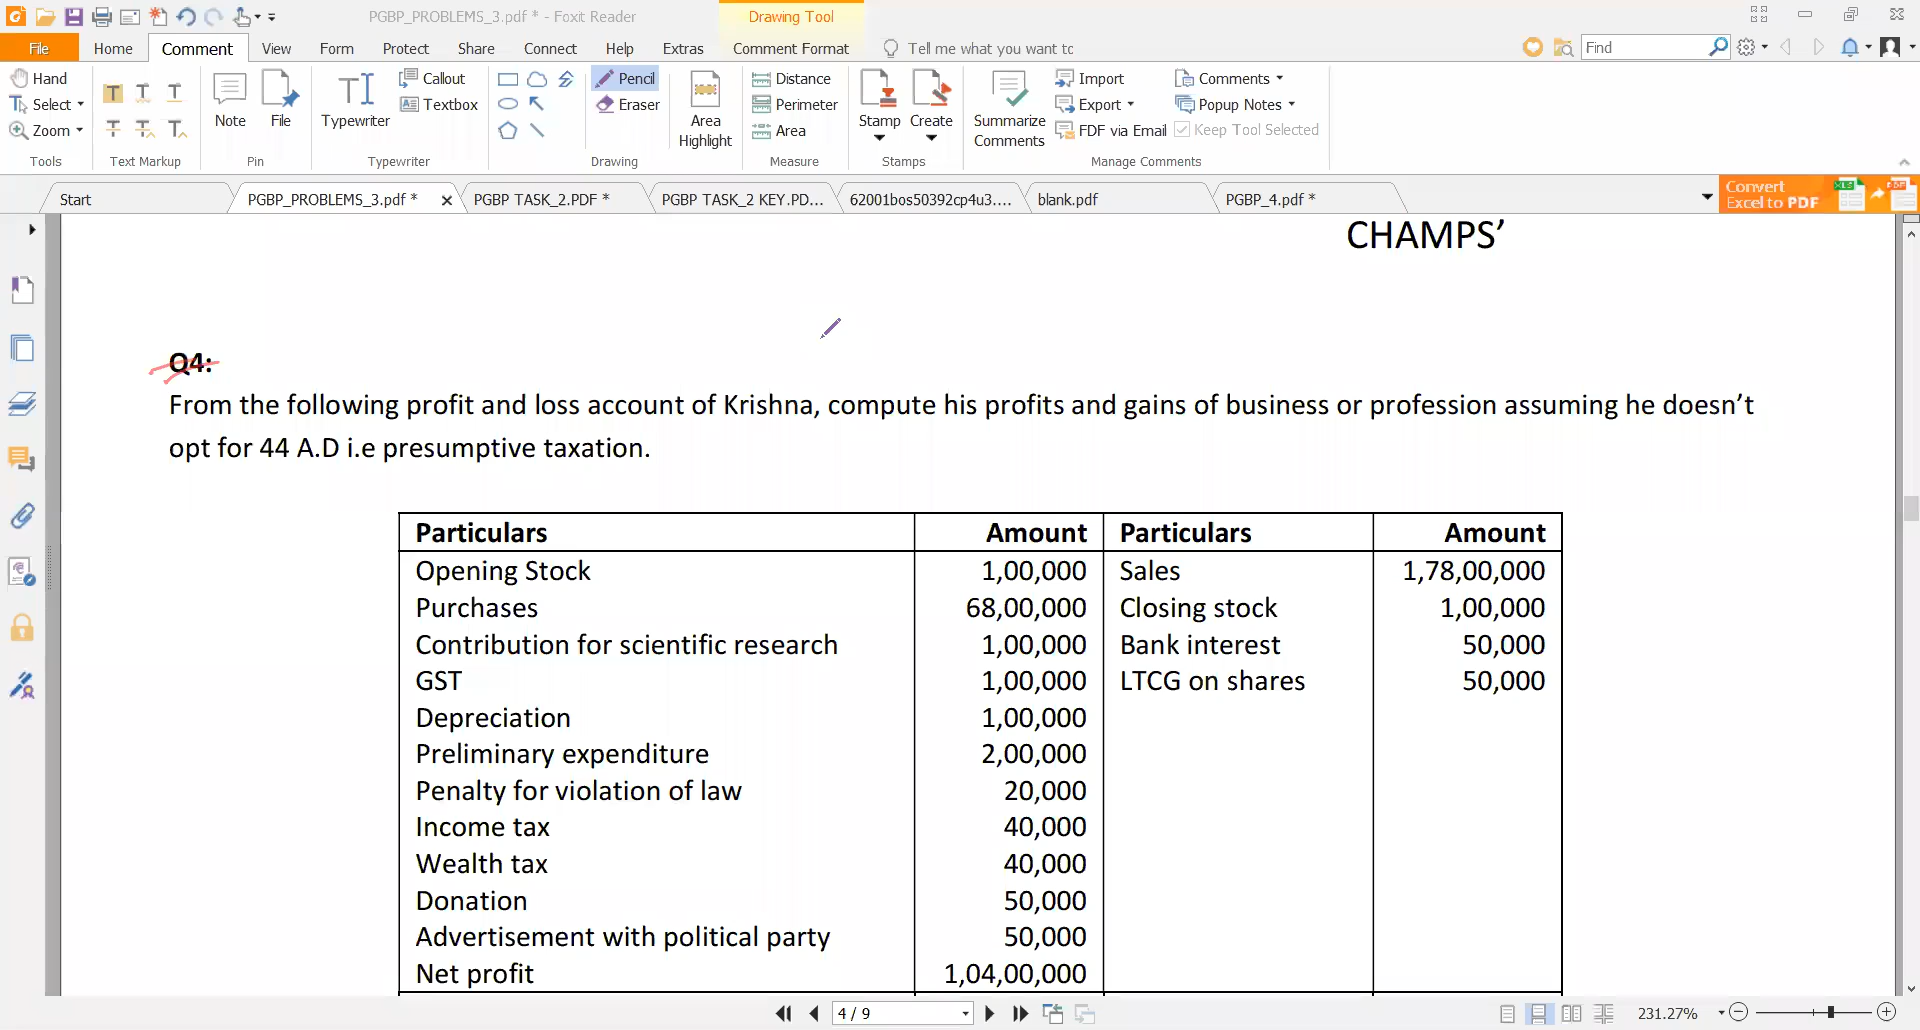 PGBP_PROBLEMS_3.pdf * - Foxit Reader
Drawing Tool
File Home Comment View Form Protect Share Connect Help Extras Comment Format Tell me what you want to Find
Hand
Select
Zoom
Tools
Text Markup
Note
File
Pin
Typewriter
Callout
Textbox
Typewriter
Pencil
Eraser
Drawing
Area
Highlight
Distance
Perimeter
Area
Measure
Stamp
Create
Stamps
Summarize
Comments
Import
Export
FDF via Email
Comments
Popup Notes
Keep Tool Selected
Manage Comments
Start PGBP_PROBLEMS_3.pdf * PGBP TASK_2.PDF * PGBP TASK_2 KEY.PD... 62001bos50392cp4u3.... blank.pdf PGBP_4.pdf *
Convert
Excel to PDF
CHAMPS’
Q4:
From the following profit and loss account of Krishna, compute his profits and gains of business or profession assuming he doesn’t
opt for 44 A.D i.e presumptive taxation.
Particulars Amount Particulars Amount
Opening Stock 1,00,000 Sales 1,78,00,000
Purchases 68,00,000 Closing stock 1,00,000
Contribution for scientific research 1,00,000 Bank interest 50,000
GST 1,00,000 LTCG on shares 50,000
Depreciation 1,00,000
Preliminary expenditure 2,00,000
Penalty for violation of law 20,000
Income tax 40,000
Wealth tax 40,000
Donation 50,000
Advertisement with political party 50,000
Net profit 1,04,00,000
4 / 9
231.27%